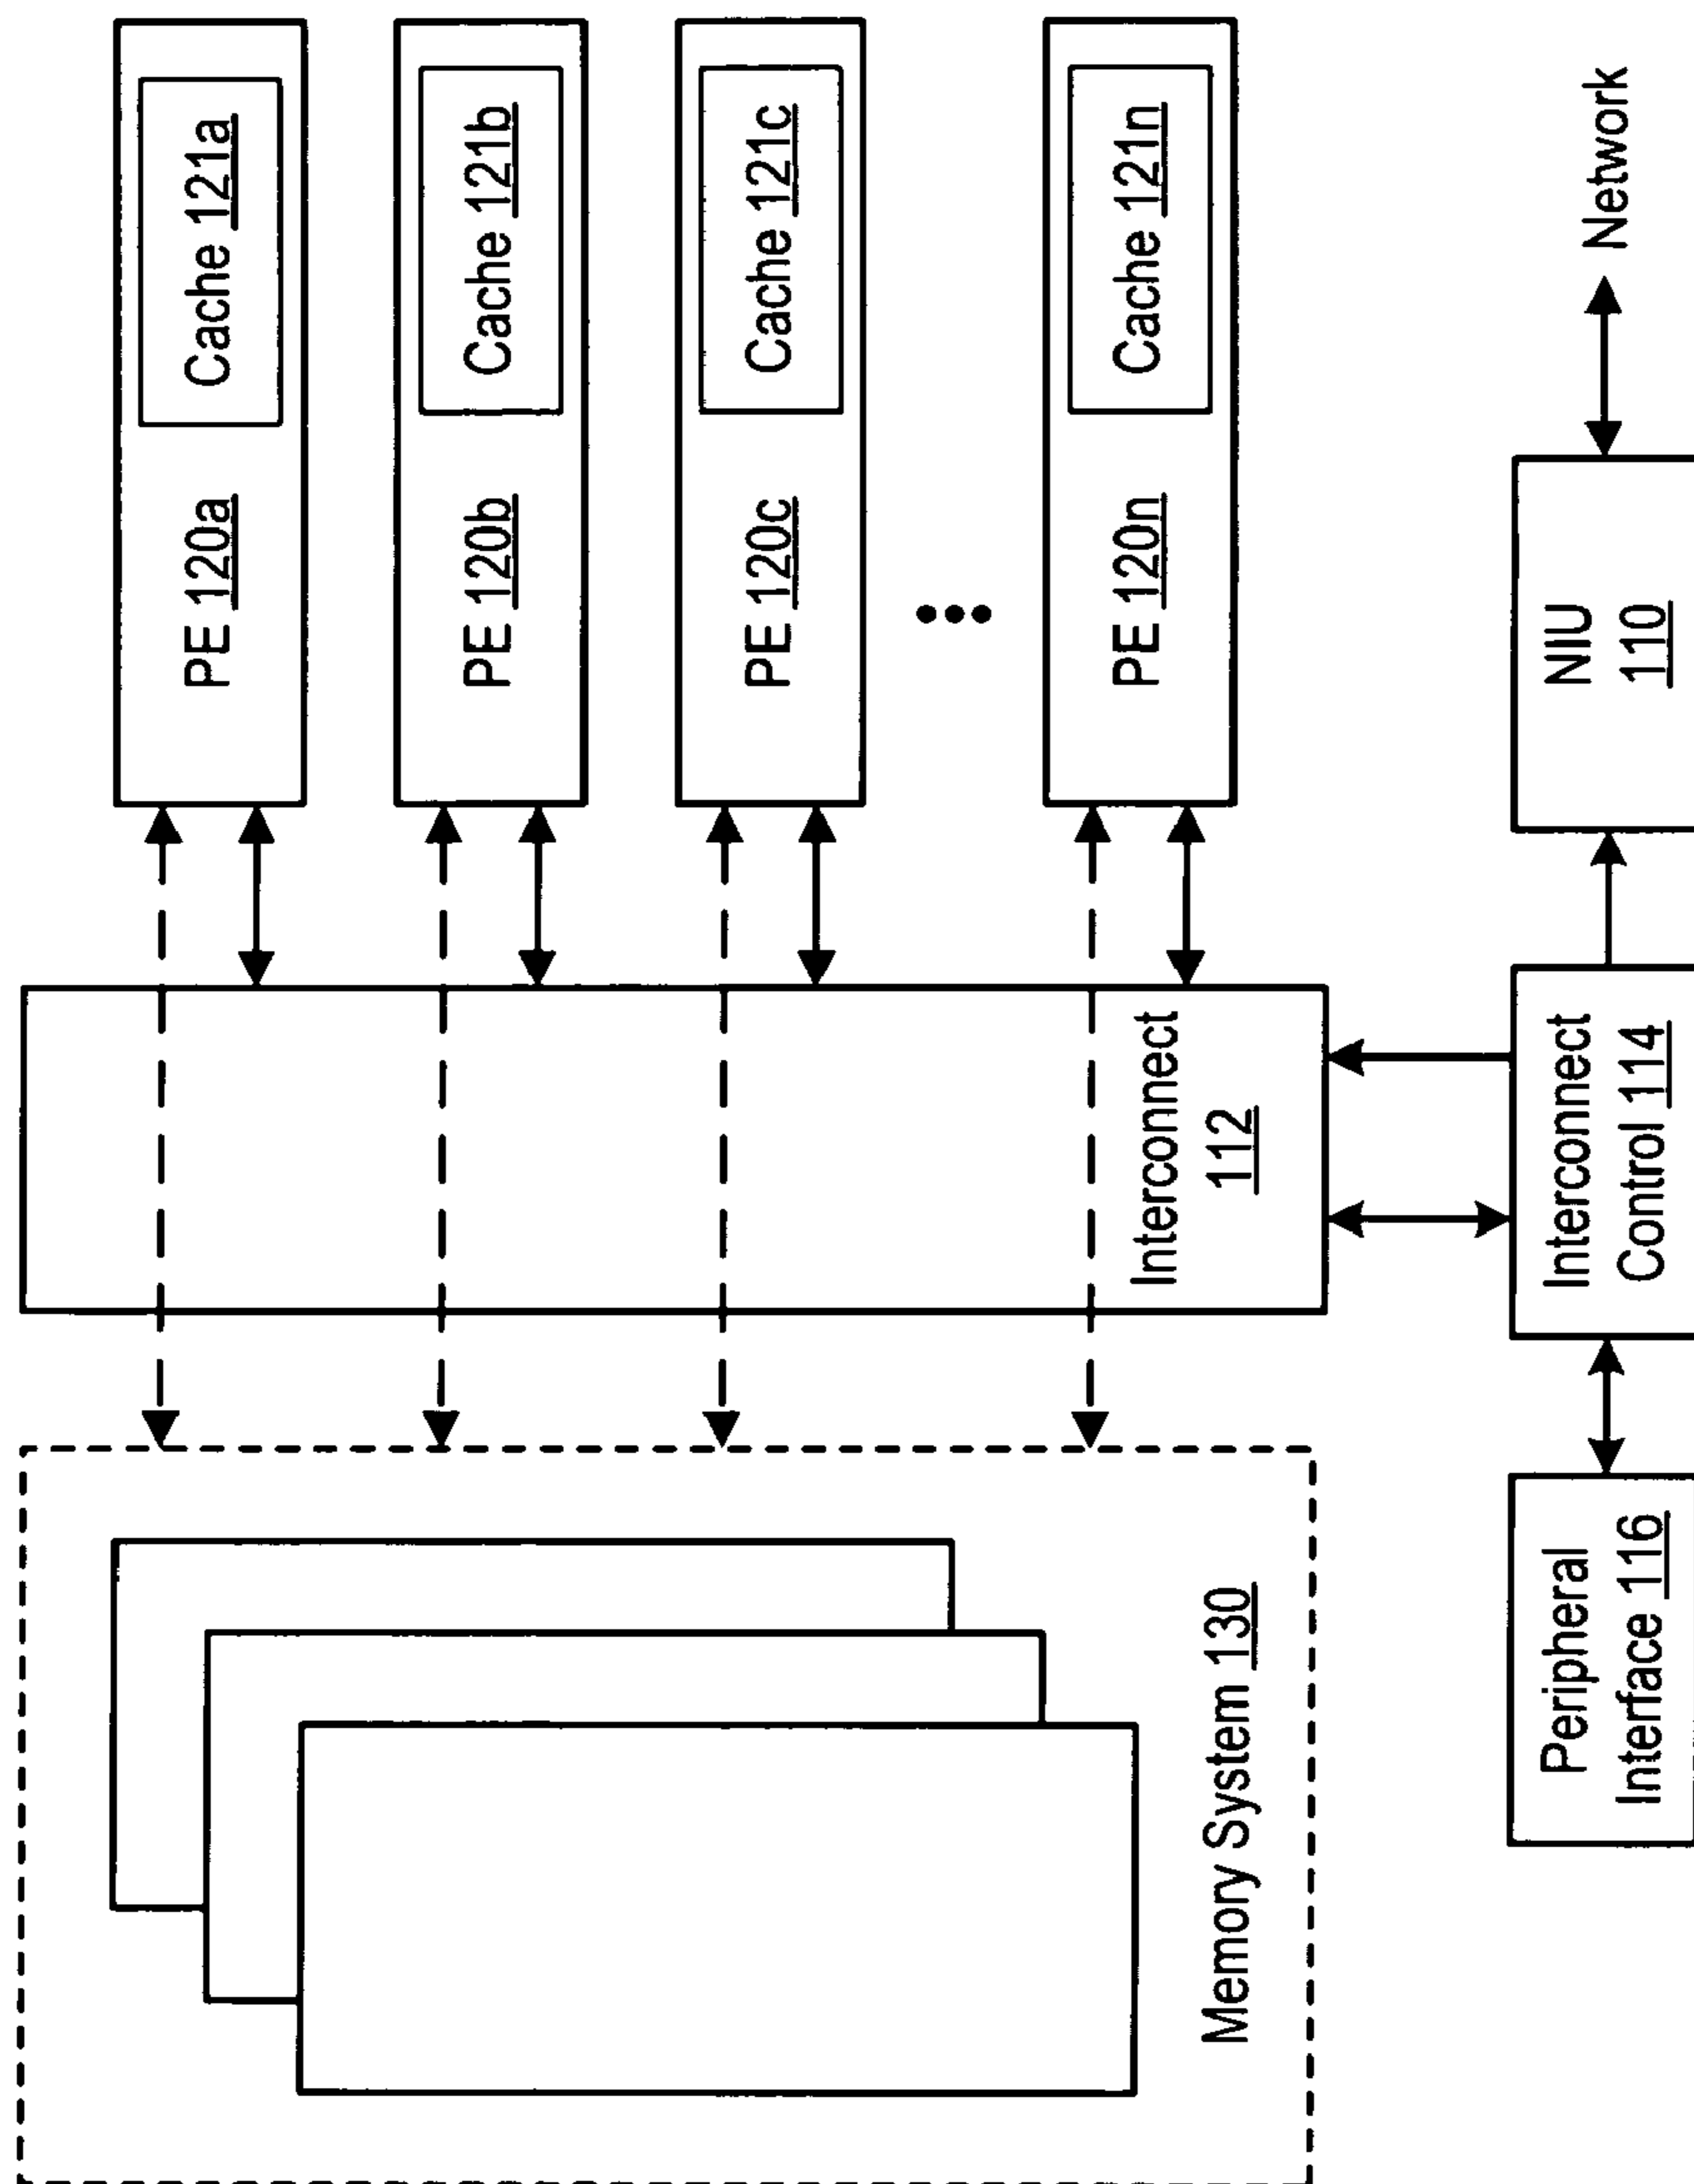 PE 120a
Cache 121a
PE 120b
Cache 121b
PE 120c
Cache 121c
PE 120n
Cache 121n
Interconnect
112
Memory System 130
Peripheral
Interface 116
Interconnect
Control 114
NIU
110
Network